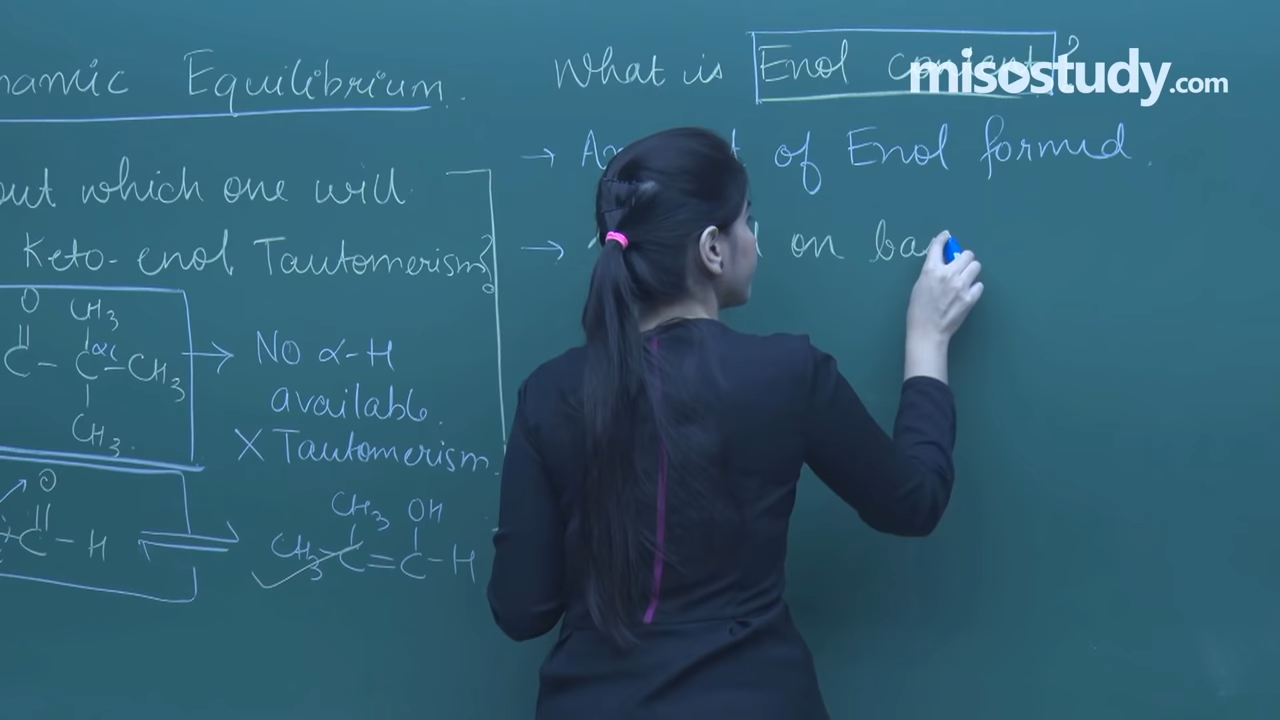 namic Equilibrium.
out which one will
Keto-enol Tautomerism?
O CH3
C - C - CH3
αc
CH3.
→ NO α-H
available.
X Tautomerism.
O
C - H
CH3 OH
CH3-C=C-H
What is Enol ?
→ of Enol formed.
→ on
misostudy.com